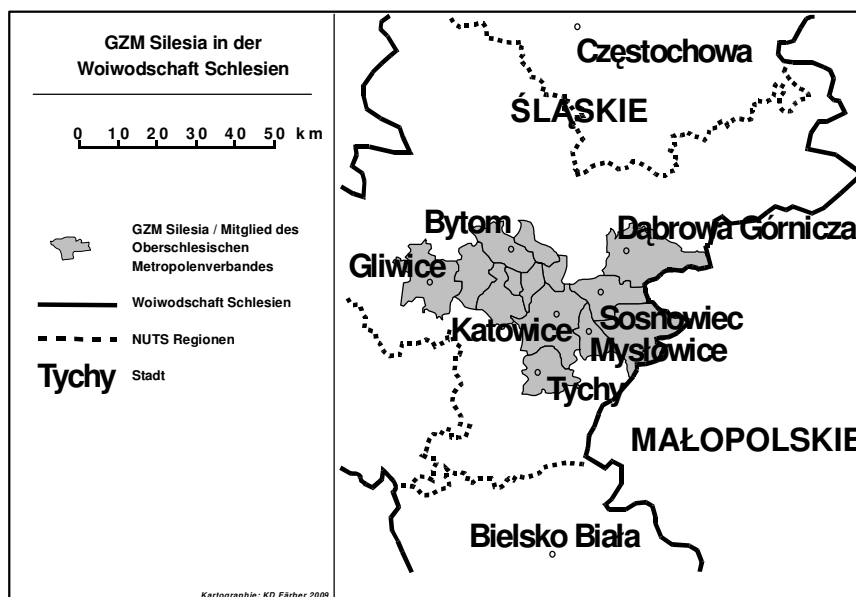 GZM Silesia in der
Woiwodschaft Schlesien
0 10 20 30 40 50 km
GZM Silesia / Mitglied des
Oberschlesischen
Metropolenverbandes
Woiwodschaft Schlesien
NUTS Regionen
Tychy
Stadt
Kartographie: KD Färber 2009
Częstochowa
ŚLĄSKIE
Bytom
Dąbrowa Górnicza
Gliwice
Katowice
Sosnowiec
Mysłowice
Tychy
MAŁOPOLSKIE
Bielsko Biała